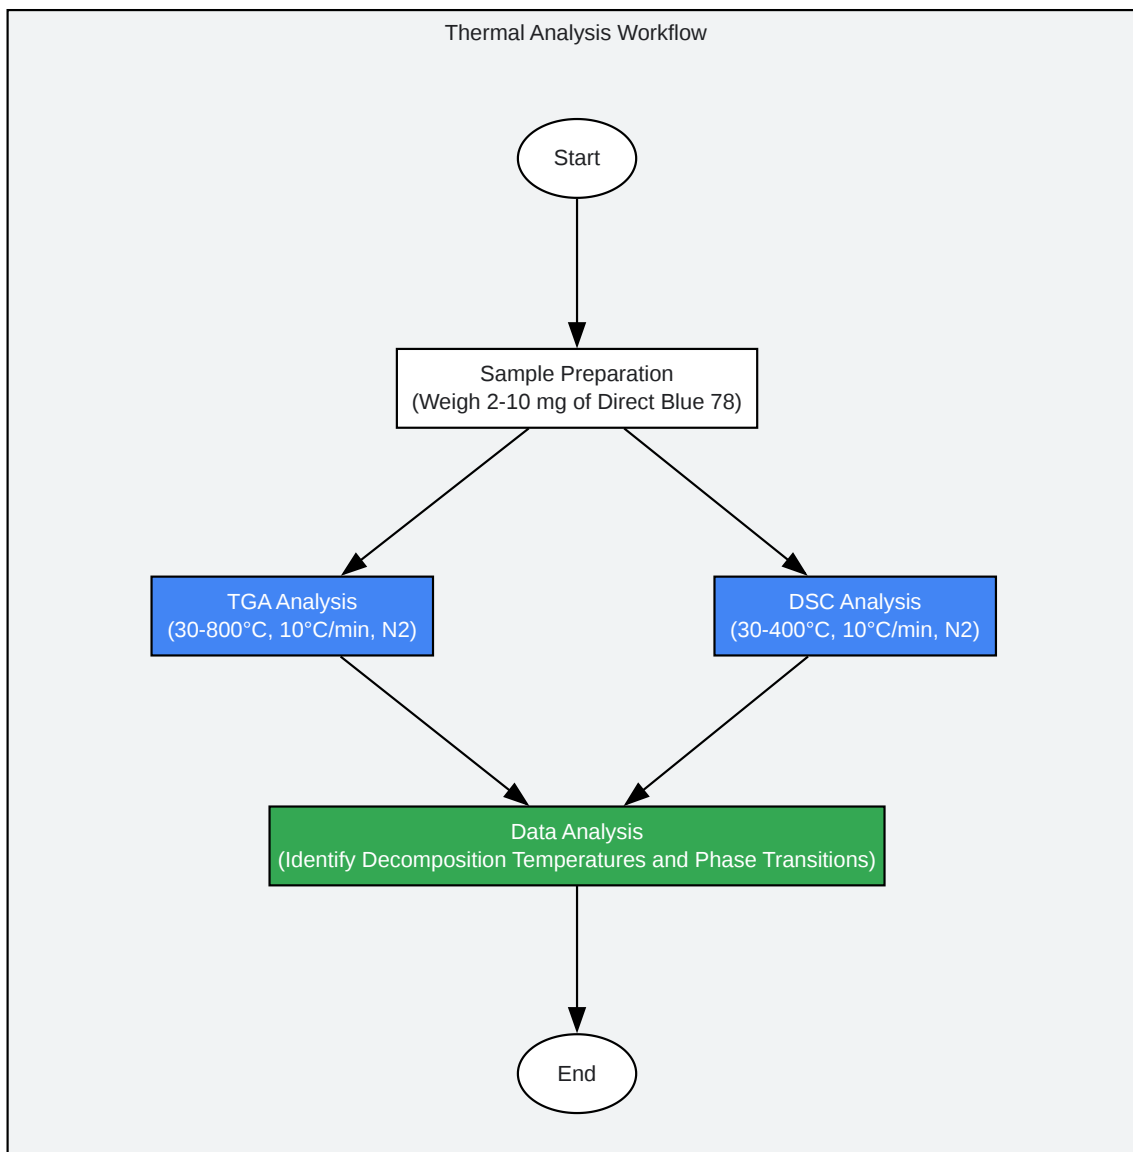 Thermal Analysis Workflow
Start
Sample Preparation
(Weigh 2-10 mg of Direct Blue 78)
TGA Analysis
(30-800°C, 10°C/min, N2)
DSC Analysis
(30-400°C, 10°C/min, N2)
Data Analysis
(Identify Decomposition Temperatures and Phase Transitions)
End